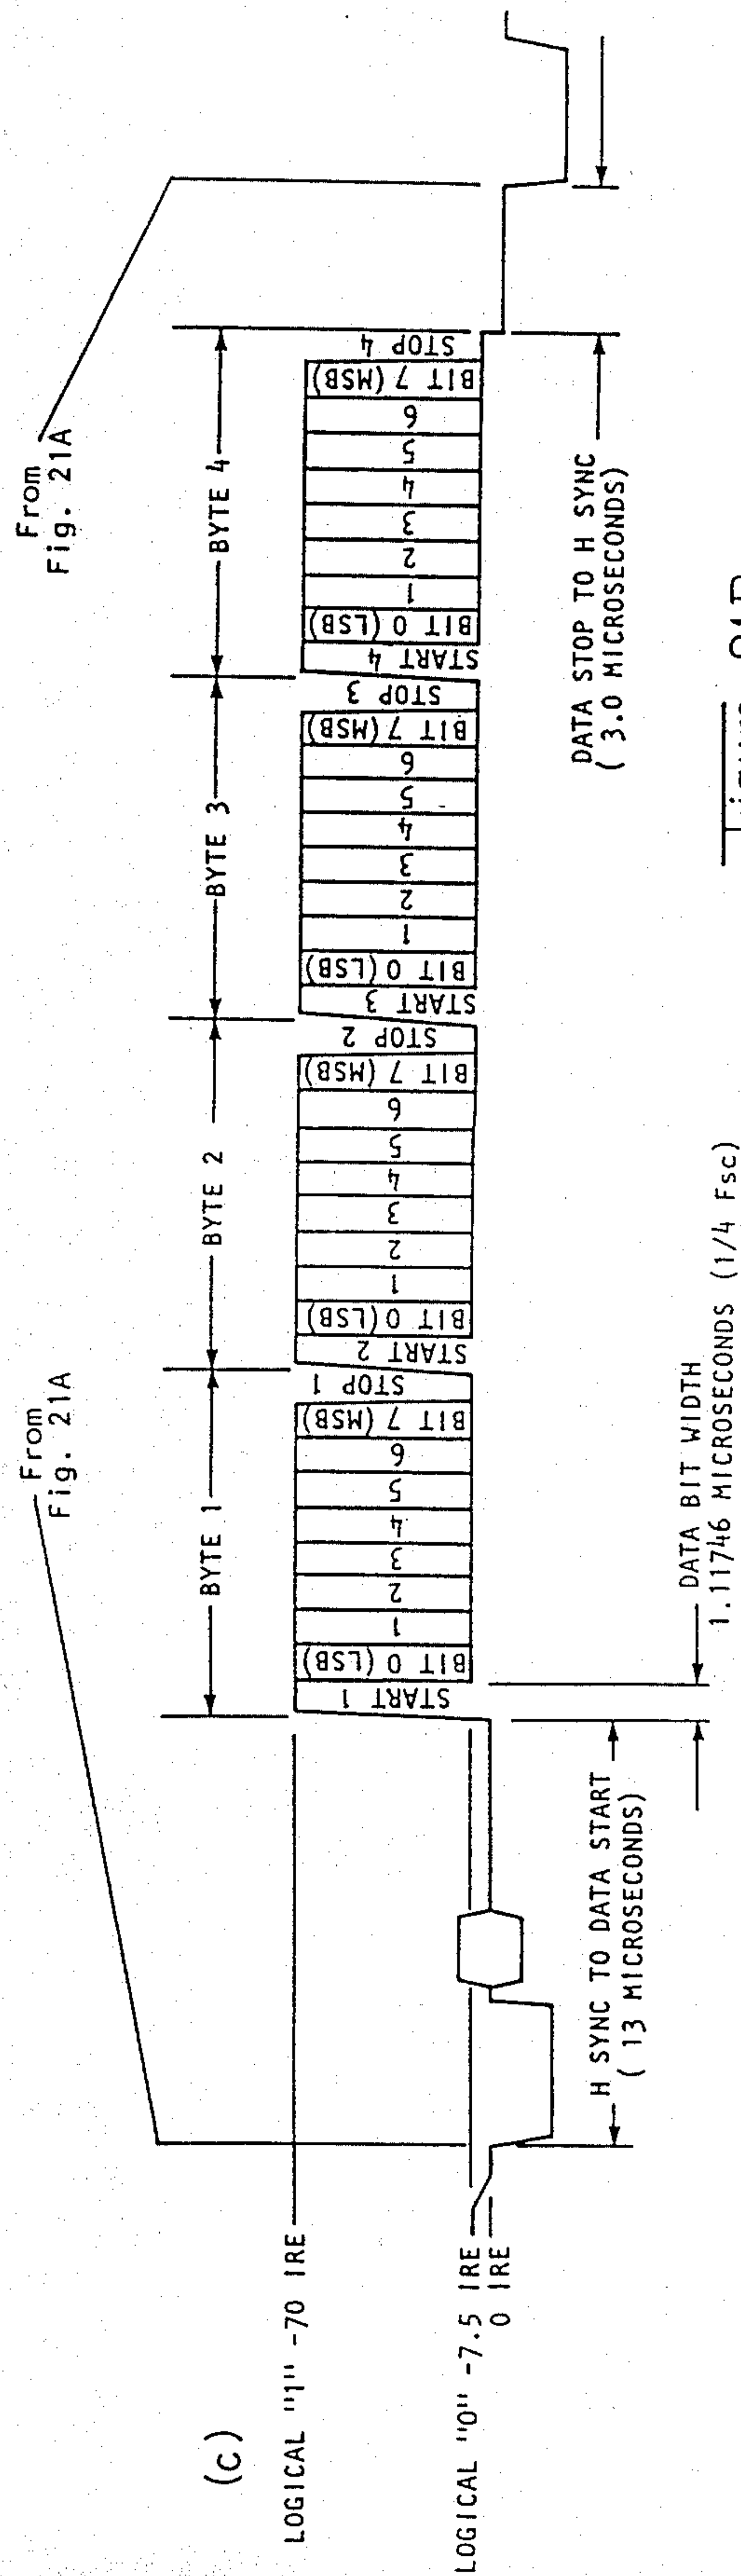 (c)
From
Fig. 21A
From
Fig. 21A
BYTE 1
BYTE 2
BYTE 3
BYTE 4
LOGICAL "1" -70 IRE
START 1
BIT 0 (LSB)
1
2
3
4
5
6
BIT 7 (MSB)
STOP 1
START 2
BIT 0 (LSB)
1
2
3
4
5
6
BIT 7 (MSB)
STOP 2
START 3
BIT 0 (LSB)
1
2
3
4
5
6
BIT 7 (MSB)
STOP 3
START 4
BIT 0 (LSB)
1
2
3
4
5
6
BIT 7 (MSB)
STOP 4
LOGICAL "0" -7.5 IRE
0 IRE
H SYNC TO DATA START
( 13 MICROSECONDS)
DATA STOP TO H SYNC
( 3.0 MICROSECONDS)
DATA BIT WIDTH
1.11746 MICROSECONDS (1/4 Fsc)